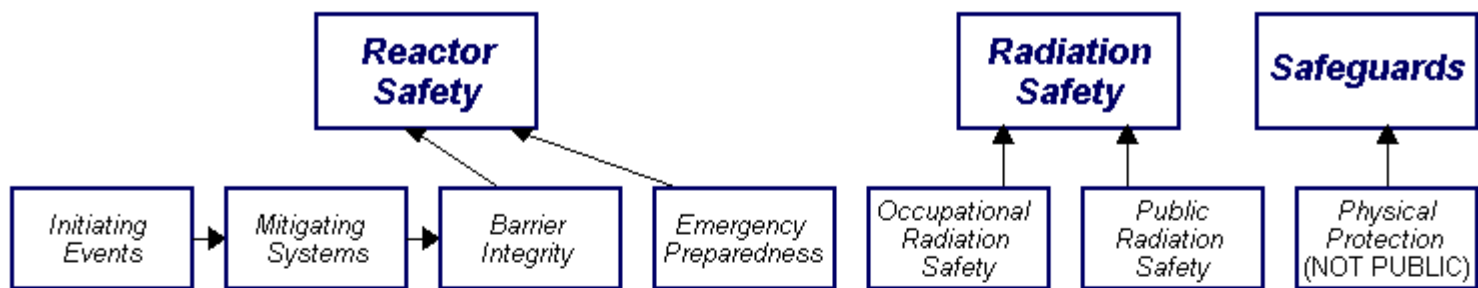 Reactor
Safety
Radiation
Safety
Safeguards
Initiating
Events
Mitigating
Systems
Barrier
Integrity
Emergency
Preparedness
Occupational
Radiation
Safety
Public
Radiation
Safety
Physical
Protection
(NOT PUBLIC)